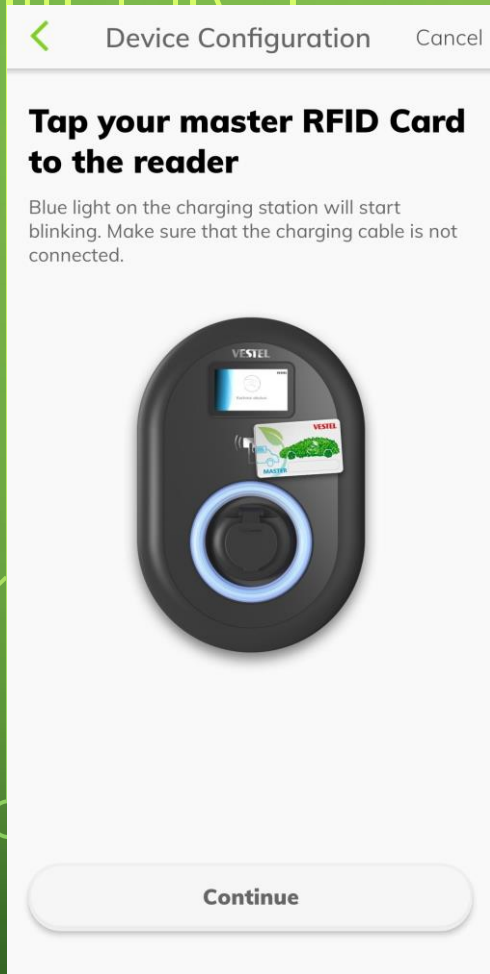 Device Configuration Cancel
Tap your master RFID Card
to the reader
Blue light on the charging station will start
blinking. Make sure that the charging cable is not
connected.
VESTEL
VESTEL
MASTER
Continue